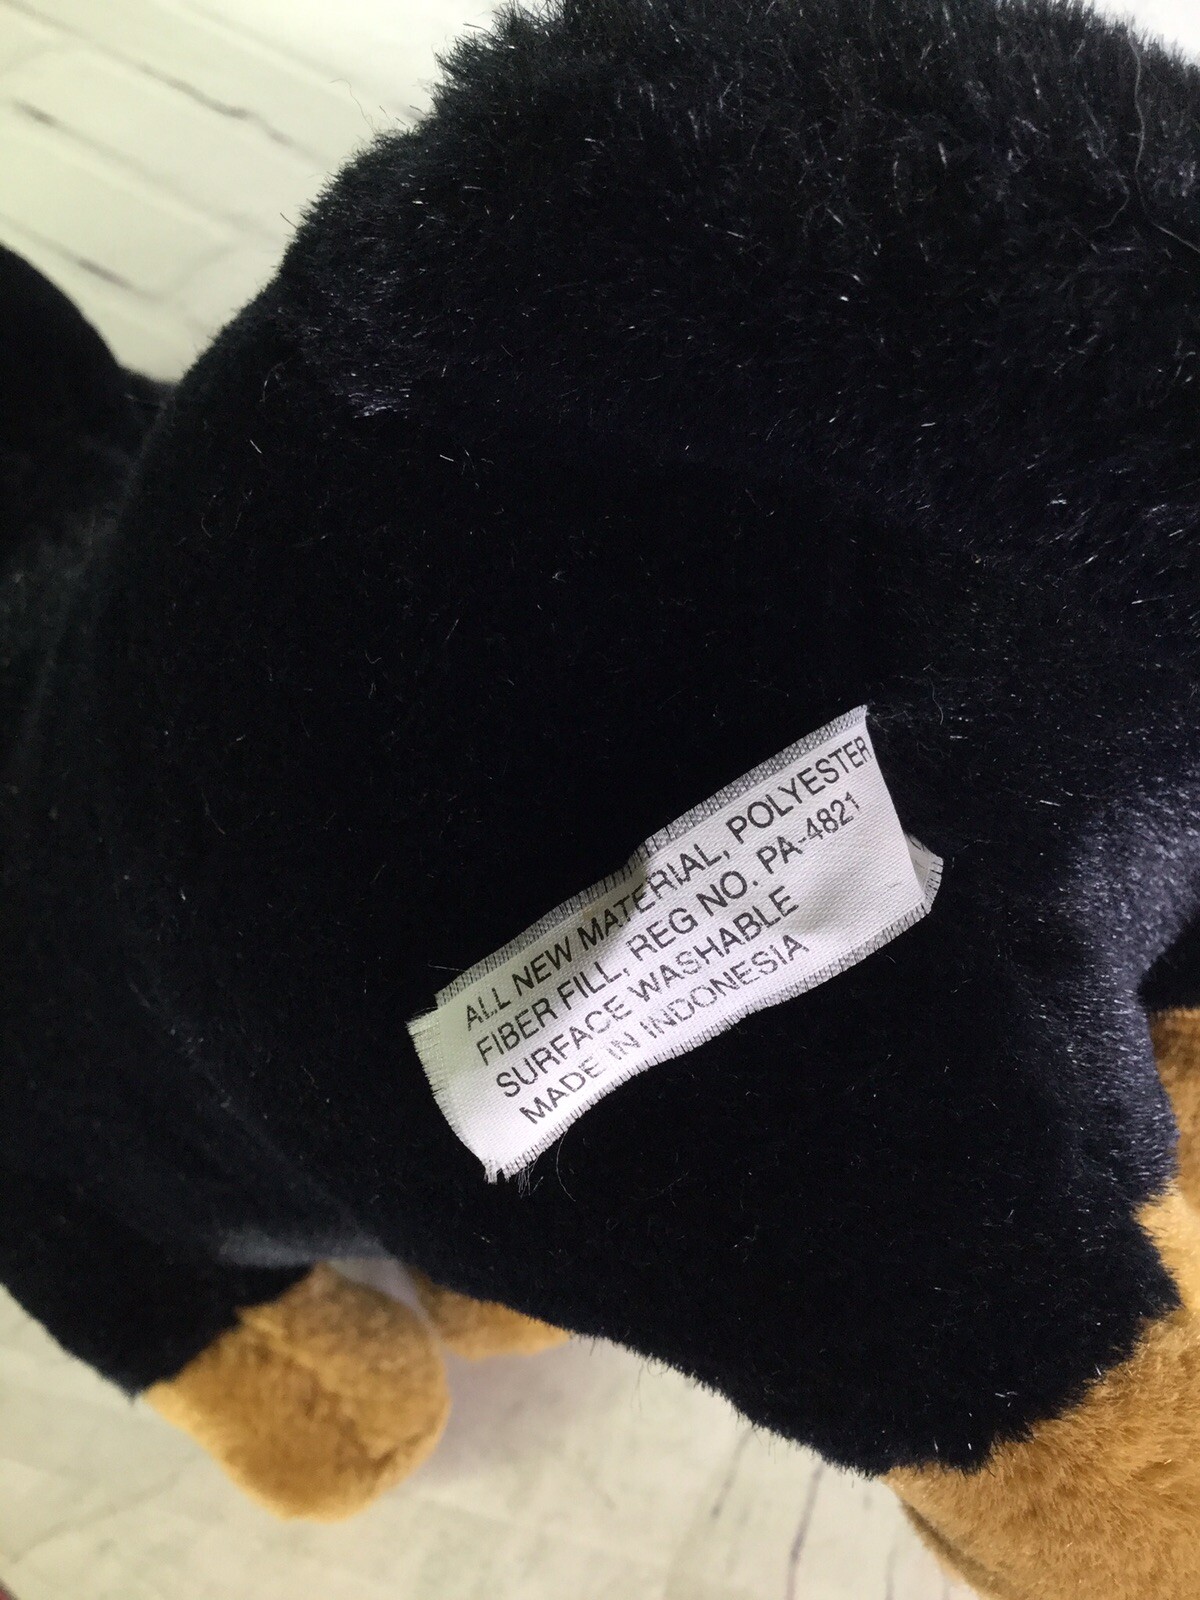 ALL NEW MATERIAL, POLYESTER
FIBER FILL, REG NO. PA-4821
SURFACE WASHABLE
MADE IN INDONESIA